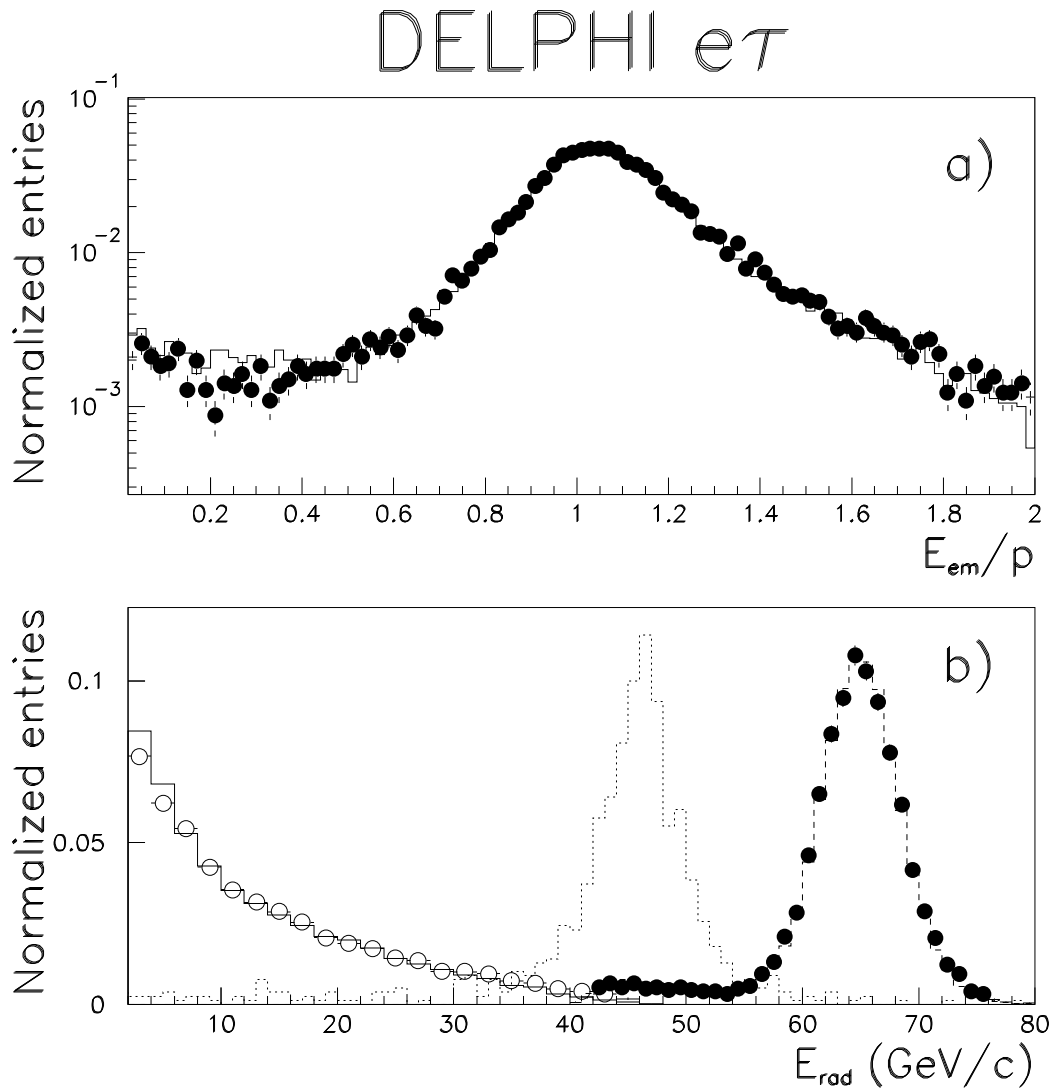 DELPHI eτ
Normalized entries
a)
10^-1
10^-2
10^-3
0.2 0.4 0.6 0.8 1 1.2 1.4 1.6 1.8 2
E_em/p
Normalized entries
b)
0.1
0.05
0
10 20 30 40 50 60 70 80
E_rad (GeV/c)